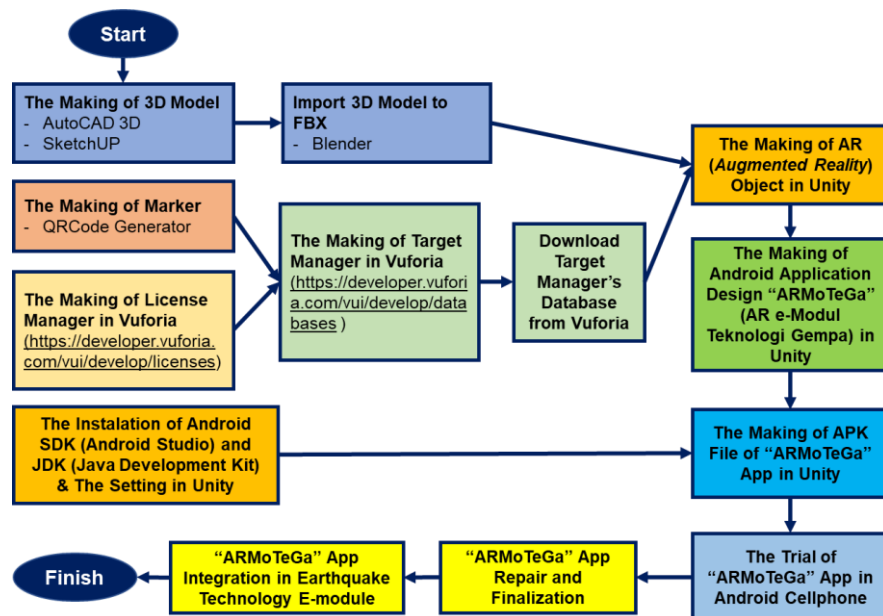 Start
The Making of 3D Model
- AutoCAD 3D
- SketchUP
Import 3D Model to
FBX
- Blender
The Making of AR
(Augmented Reality)
Object in Unity
The Making of Marker
- QRCode Generator
The Making of License
Manager in Vuforia
(https://developer.vuforia.
com/vui/develop/licenses)
The Making of Target
Manager in Vuforia
(https://developer.vufori
a.com/vui/develop/data
bases )
Download
Target
Manager's
Database
from Vuforia
The Making of
Android Application
Design “ARMoTeGa”
(AR e-Modul
Teknologi Gempa) in
Unity
The Instalation of Android
SDK (Android Studio) and
JDK (Java Development Kit)
& The Setting in Unity
The Making of APK
File of “ARMoTeGa”
App in Unity
The Trial of
“ARMoTeGa” App in
Android Cellphone
“ARMoTeGa” App
Repair and
Finalization
“ARMoTeGa” App
Integration in Earthquake
Technology E-module
Finish